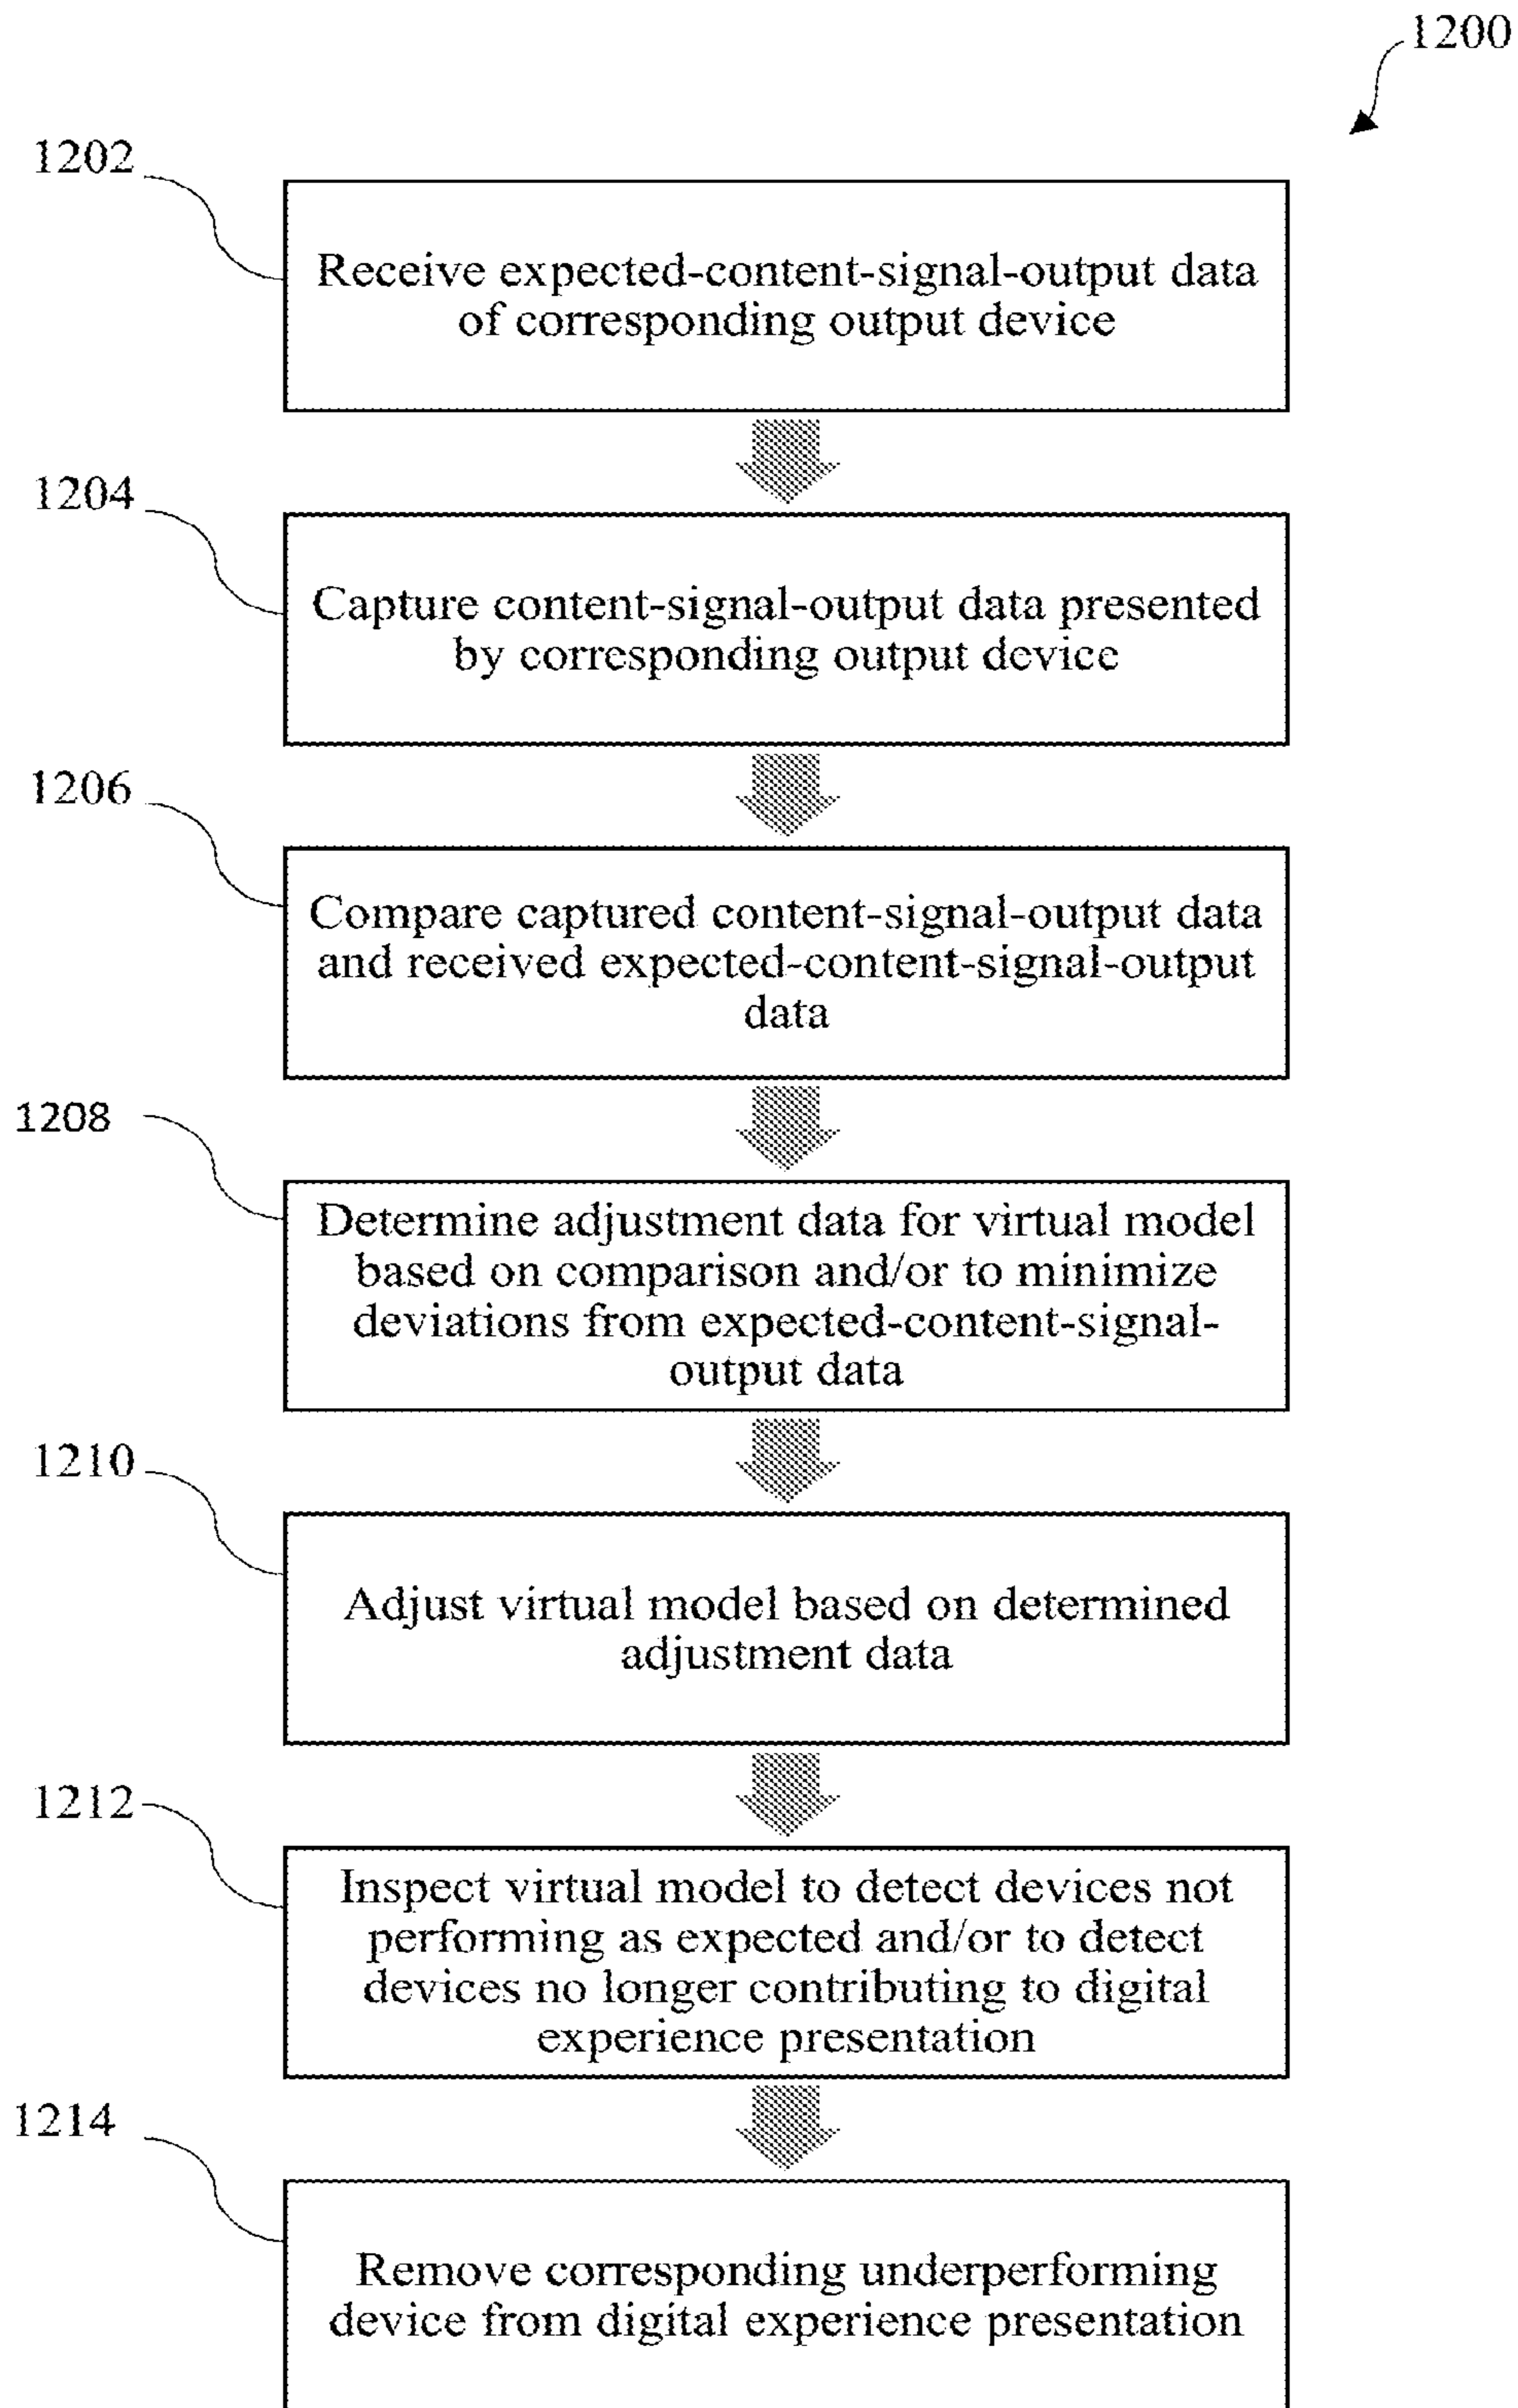 1200
1202
Receive expected-content-signal-output data
of corresponding output device
1204
Capture content-signal-output data presented
by corresponding output device
1206
Compare captured content-signal-output data
and received expected-content-signal-output
data
1208
Determine adjustment data for virtual model
based on comparison and/or to minimize
deviations from expected-content-signal-
output data
1210
Adjust virtual model based on determined
adjustment data
1212
Inspect virtual model to detect devices not
performing as expected and/or to detect
devices no longer contributing to digital
experience presentation
1214
Remove corresponding underperforming
device from digital experience presentation